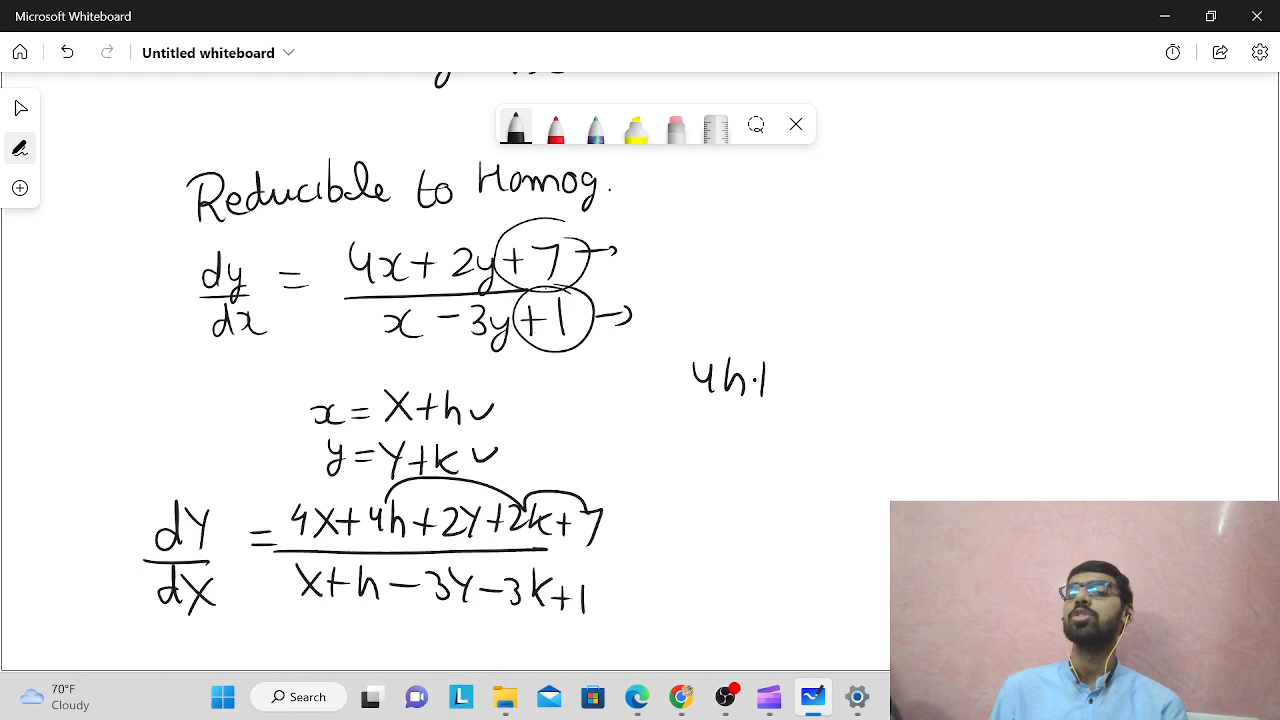 Microsoft Whiteboard
Untitled whiteboard
Reducible to Homog.
dy/dx = 4x + 2y + 7 →
x - 3y + 1 →
4h·1
x = X + h ✓
y = Y + k ✓
dY/dX = 4X + 4h + 2Y + 2k + 7
X + h - 3Y - 3k + 1
70°F
Cloudy
Search